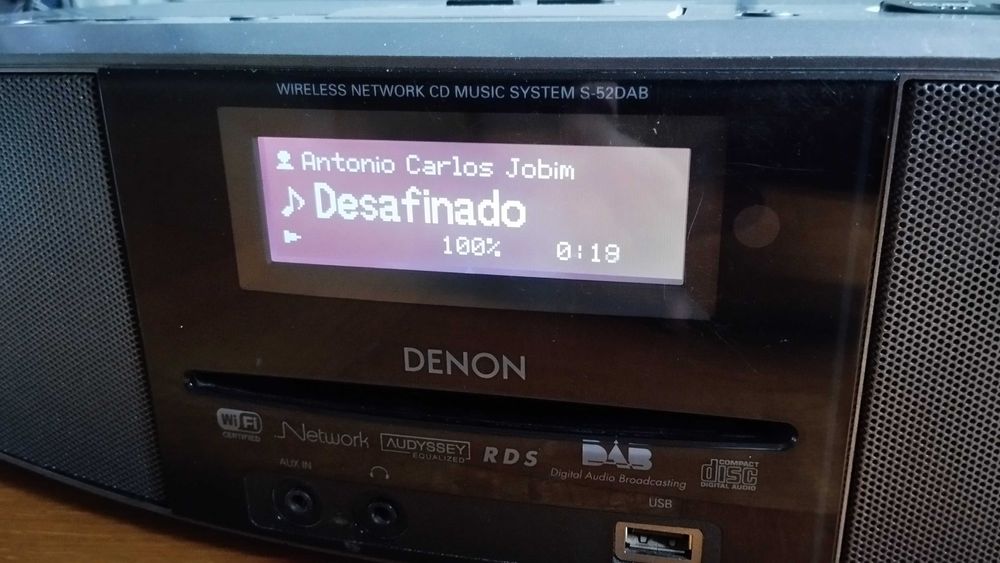 WIRELESS NETWORK CD MUSIC SYSTEM S-52DAB
Antonio Carlos Jobim
Desafinado
100% 0:19
DENON
Wi Fi
CERTIFIED
Network
AUDYSSEY
EQUALIZED
RDS
DAB
Digital Audio Broadcasting
COMPACT
disc
DIGITAL AUDIO
AUX IN
USB